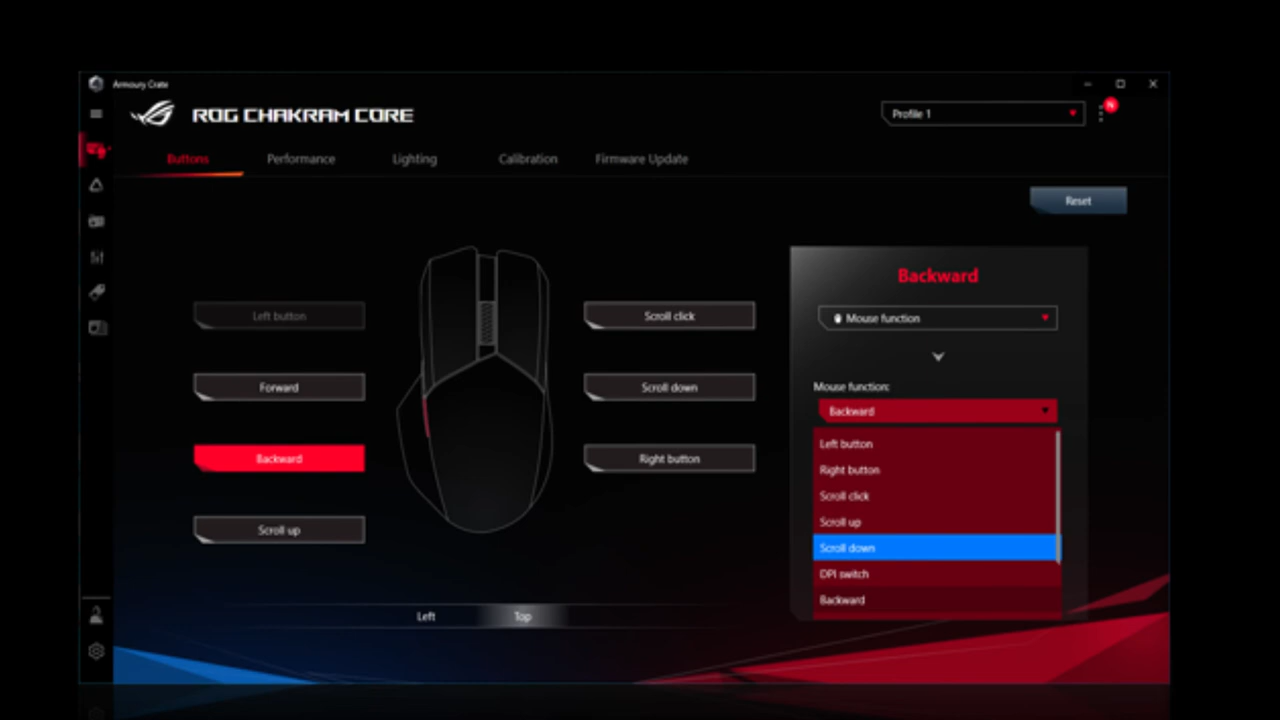 Armoury Crate
ROG CHAKRAM CORE
Profile 1
N
Buttons Performance Lighting Calibration Firmware Update
Reset
Backward
Mouse function
Mouse function:
Backward
Left button
Right button
Scroll click
Scroll up
Scroll down
DPI switch
Backward
Left button
Forward
Backward
Scroll up
Scroll click
Scroll down
Right button
Left Top